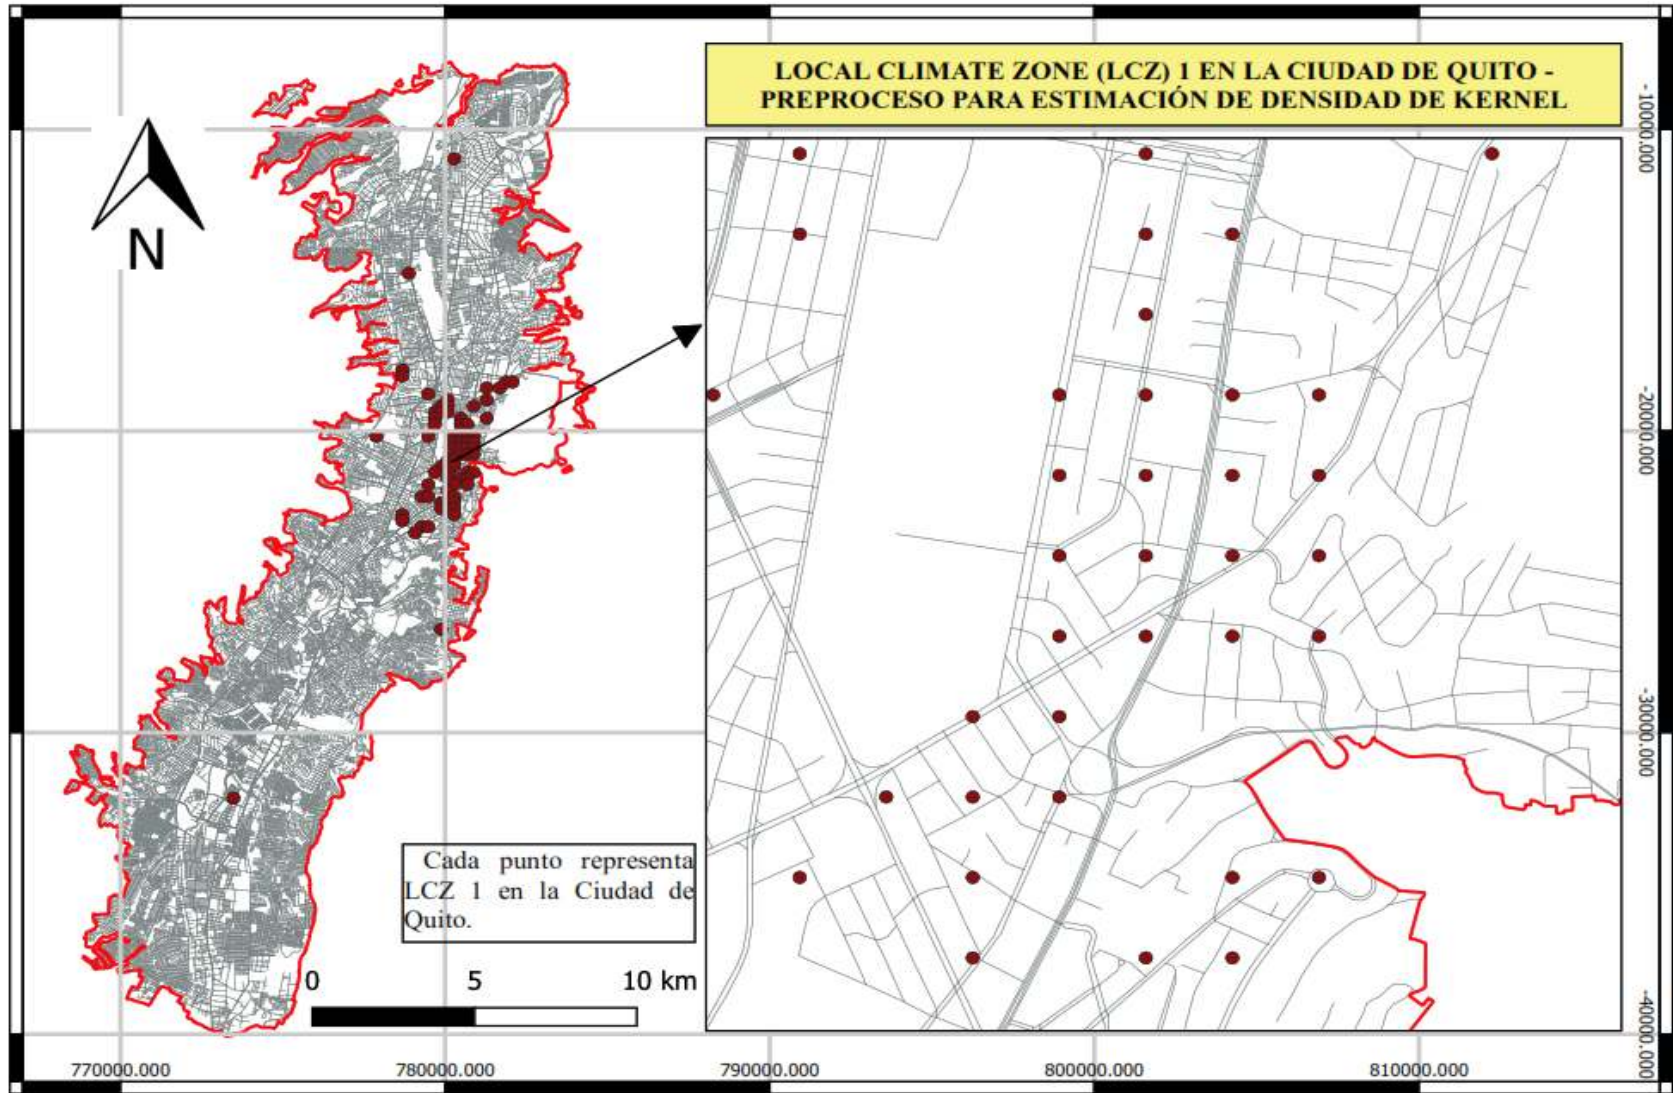 LOCAL CLIMATE ZONE (LCZ) 1 EN LA CIUDAD DE QUITO -
PREPROCESO PARA ESTIMACIÓN DE DENSIDAD DE KERNEL
N
Cada punto representa
LCZ 1 en la Ciudad de
Quito.
0 5 10 km
-10000.000
-20000.000
-30000.000
-40000.000
770000.000 780000.000 790000.000 800000.000 810000.000